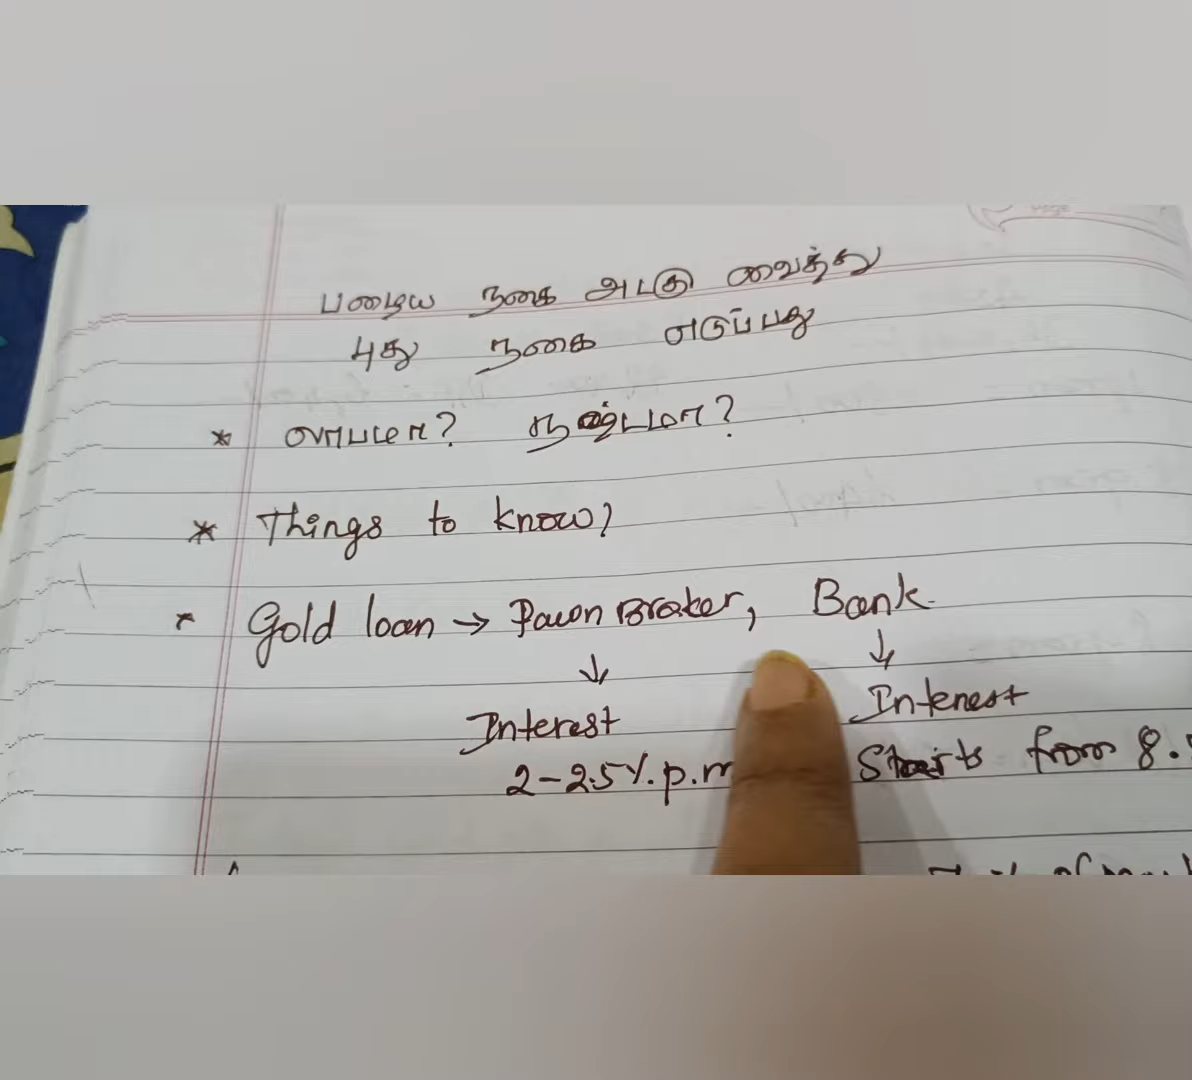 பழைய நகை அடகு வைத்து
புது நகை எடுப்பது
* லாபமா? நஷ்டமா?
* Things to know?
* Gold loan → Pawn Broker, Bank.
↓ ↓
Interest Interest
2-2.5%.p.m Starts from 8.